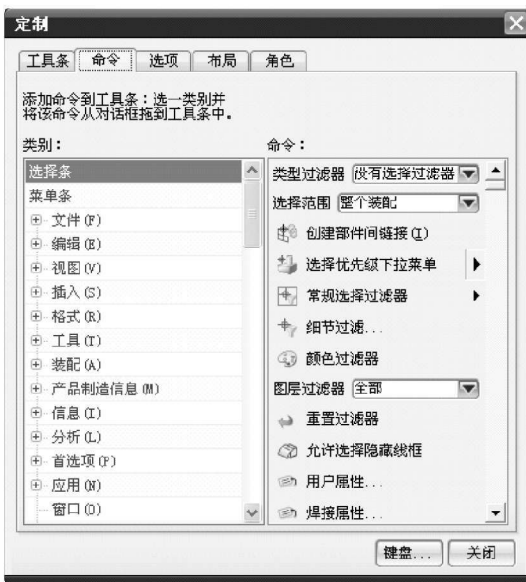 定制
工具条 命令 选项 布局 角色
添加命令到工具条：选一类别并
将该命令从对话框拖到工具条中。
类别：
选择条
菜单条
文件(F)
编辑(E)
视图(V)
插入(S)
格式(R)
工具(T)
装配(A)
产品制造信息(M)
信息(I)
分析(L)
首选项(P)
应用(N)
窗口(O)
命令：
类型过滤器 没有选择过滤器
选择范围 整个装配
创建部件间链接(I)
选择优先级下拉菜单
常规选择过滤器
细节过滤...
颜色过滤器
图层过滤器 全部
重置过滤器
允许选择隐藏线框
用户属性...
焊接属性...
键盘... 关闭